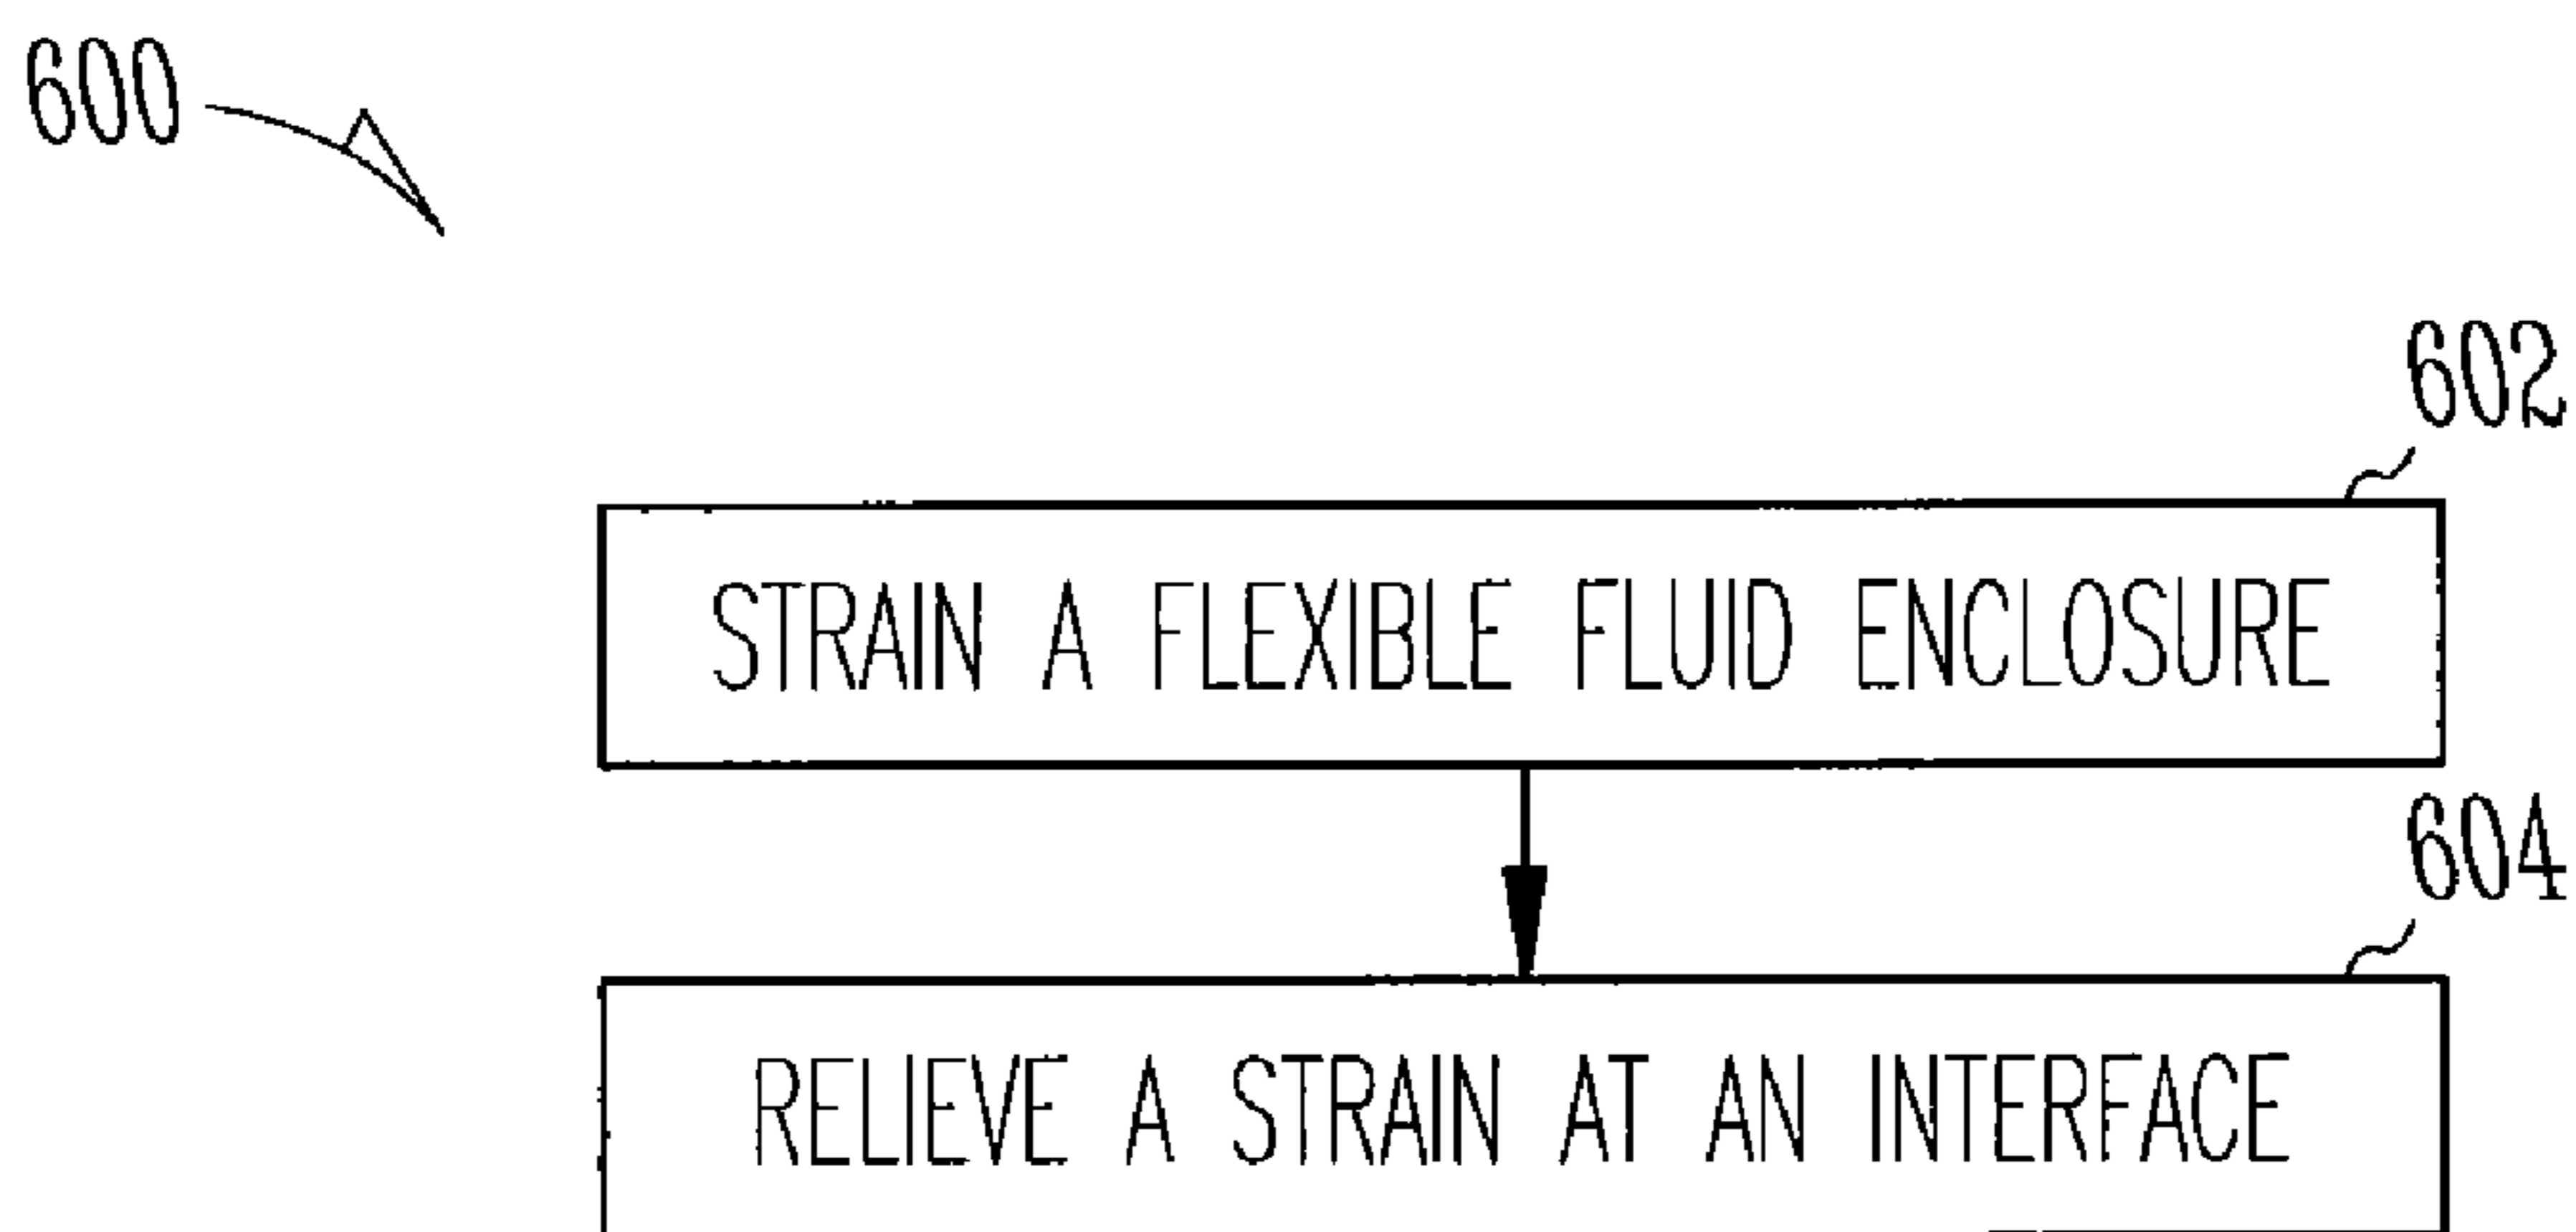 600
602
STRAIN A FLEXIBLE FLUID ENCLOSURE
604
RELIEVE A STRAIN AT AN INTERFACE